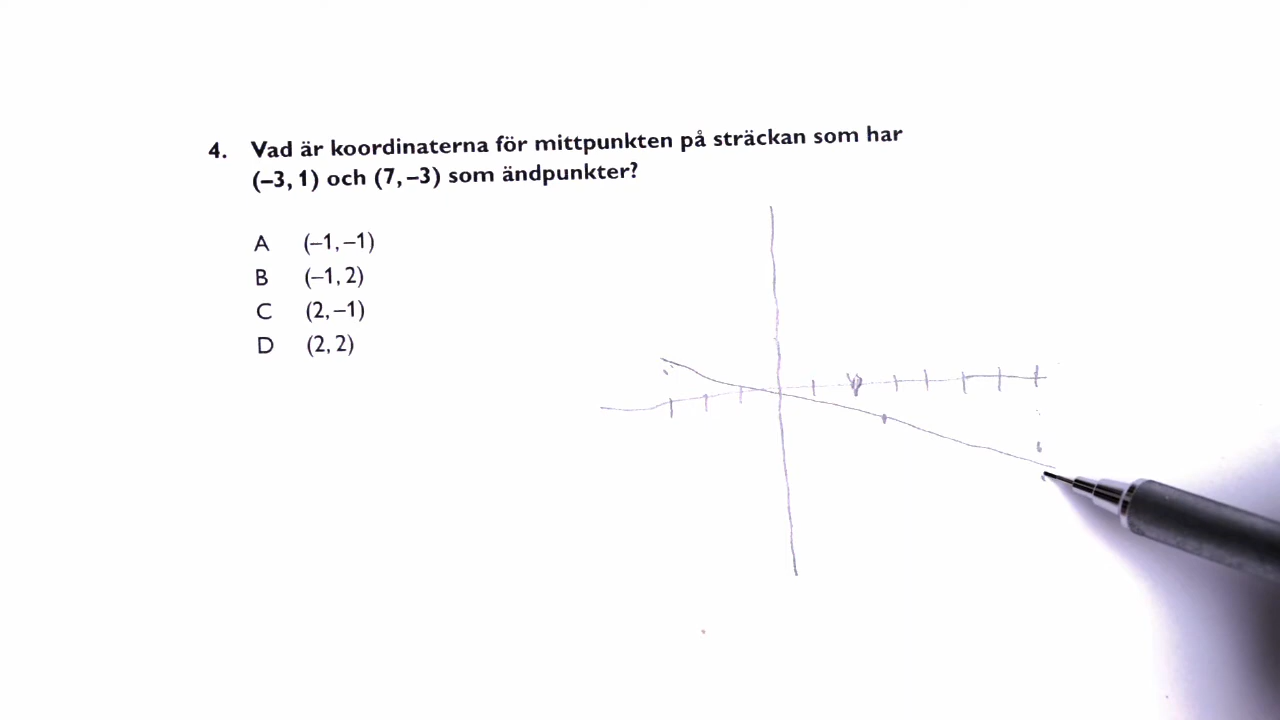 4. Vad är koordinaterna för mittpunkten på sträckan som har
(–3, 1) och (7, –3) som ändpunkter?
A (–1, –1)
B (–1, 2)
C (2, –1)
D (2, 2)